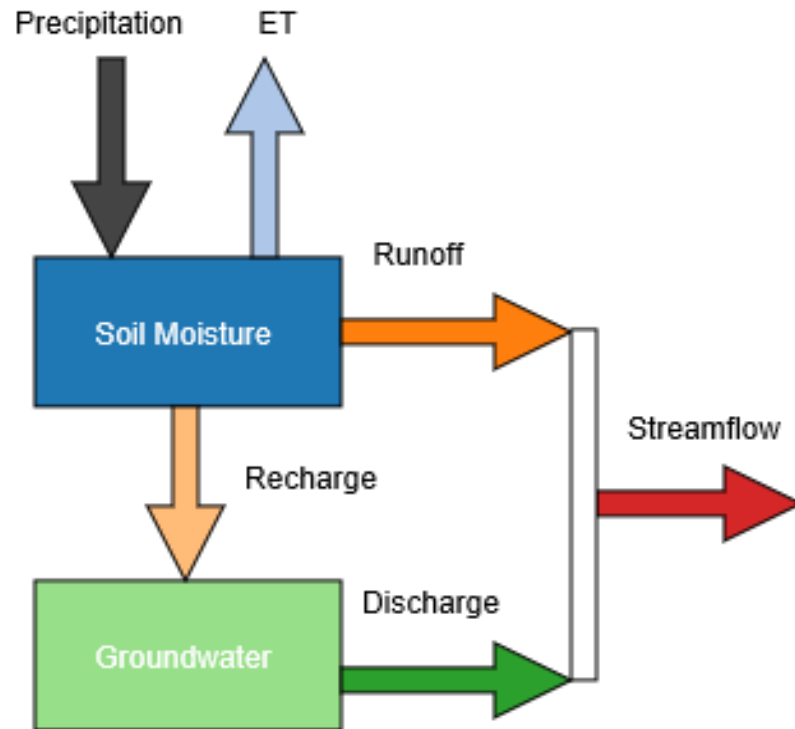 Precipitation
ET
Runoff
Soil Moisture
Streamflow
Recharge
Discharge
Groundwater